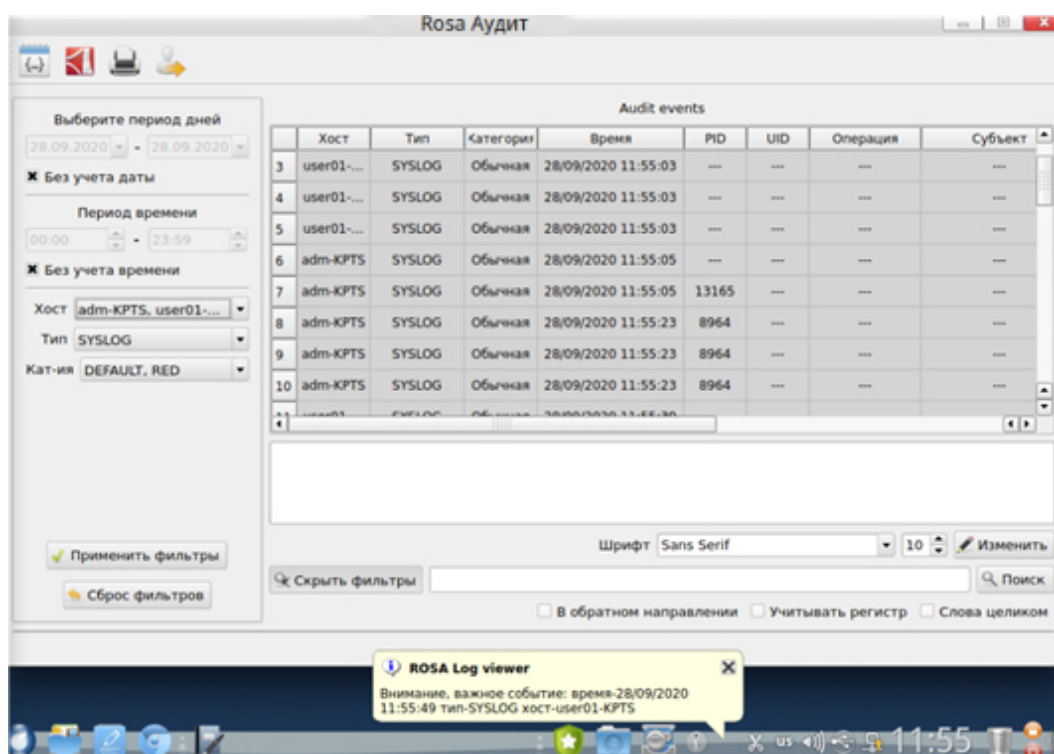 Rosa Аудит
Выберите период дней
28.09.2020 - 28.09.2020
Без учета даты
Период времени
00:00 - 23:59
Без учета времени
Хост adm-KPTS, user01-...
Тип SYSLOG
Кат-ия DEFAULT, RED
Применить фильтры
Сброс фильтров
Audit events
Хост Тип Категория Время PID UID Операция Субъект
3 user01-... SYSLOG Обычная 28/09/2020 11:55:03 --- --- --- ---
4 user01-... SYSLOG Обычная 28/09/2020 11:55:03 --- --- --- ---
5 user01-... SYSLOG Обычная 28/09/2020 11:55:03 --- --- --- ---
6 adm-KPTS SYSLOG Обычная 28/09/2020 11:55:05 --- --- --- ---
7 adm-KPTS SYSLOG Обычная 28/09/2020 11:55:05 13165 --- --- ---
8 adm-KPTS SYSLOG Обычная 28/09/2020 11:55:23 8964 --- --- ---
9 adm-KPTS SYSLOG Обычная 28/09/2020 11:55:23 8964 --- --- ---
10 adm-KPTS SYSLOG Обычная 28/09/2020 11:55:23 8964 --- --- ---
Шрифт Sans Serif 10 Изменить
Скрыть фильтры Поиск
В обратном направлении Учитывать регистр Слова целиком
ROSA Log viewer
Внимание, важное событие: время-28/09/2020
11:55:49 тип-SYSLOG хост-user01-KPTS
us 11:55